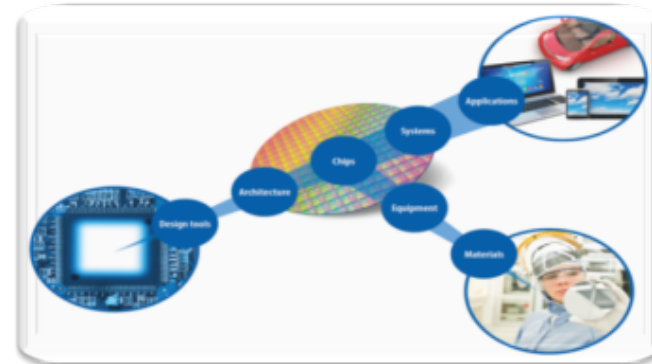 Applications
Systems
Chips
Architecture
Equipment
Design tools
Materials